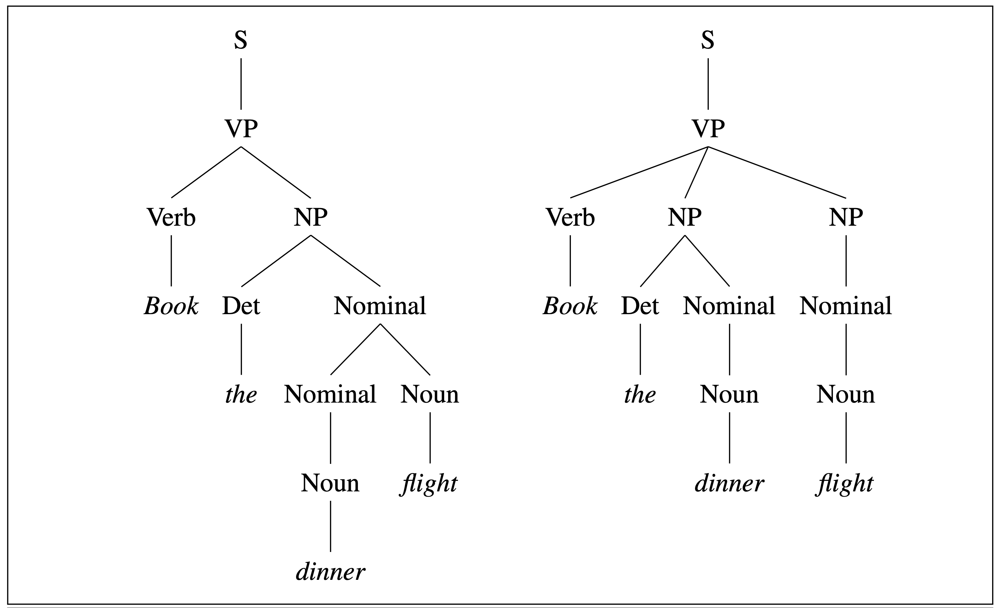 S S
VP VP
Verb NP Verb NP NP
Book Det Nominal Book Det Nominal Nominal
the Nominal Noun the Noun Noun
Noun flight dinner flight
dinner